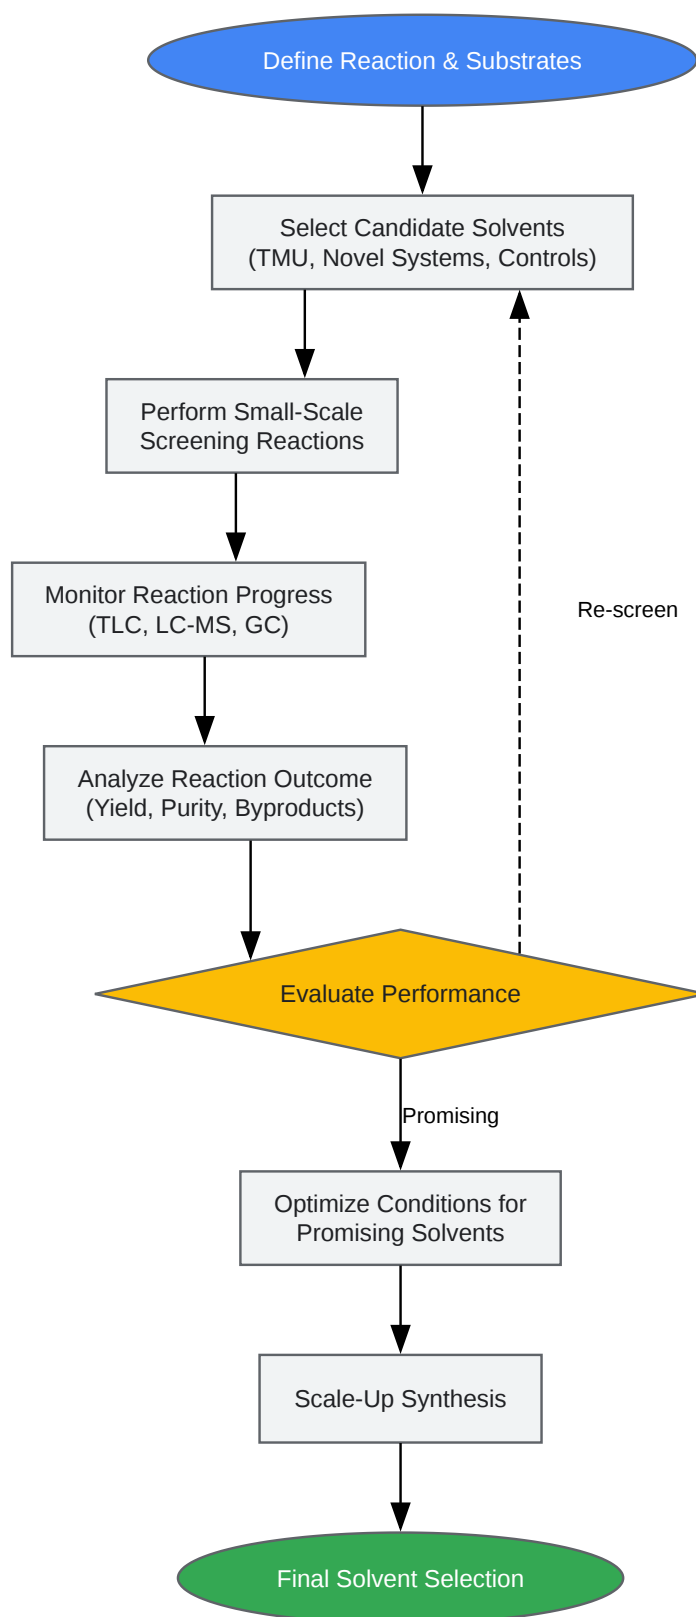 Define Reaction & Substrates
Select Candidate Solvents
(TMU, Novel Systems, Controls)
Perform Small-Scale
Screening Reactions
Monitor Reaction Progress
(TLC, LC-MS, GC)
Re-screen
Analyze Reaction Outcome
(Yield, Purity, Byproducts)
Evaluate Performance
Promising
Optimize Conditions for
Promising Solvents
Scale-Up Synthesis
Final Solvent Selection